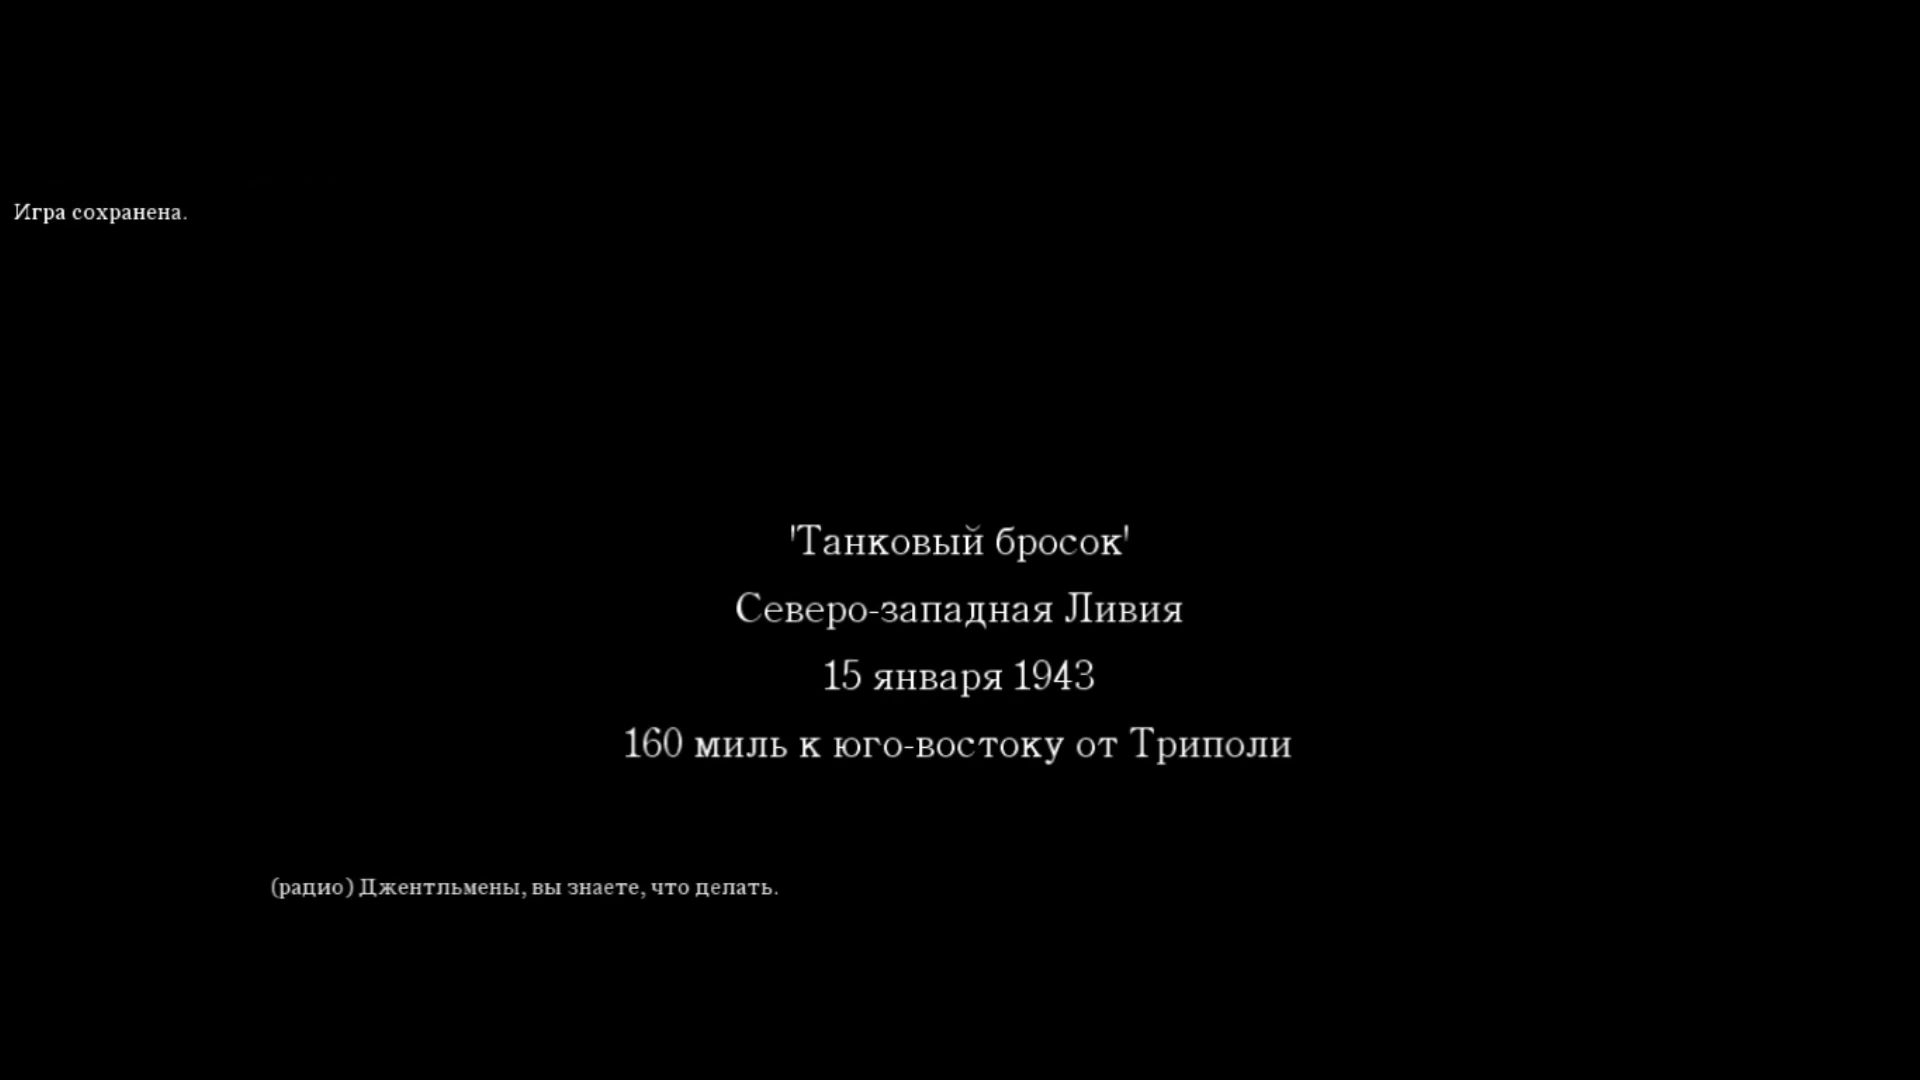 Игра сохранена.
'Танковый бросок'
Северо-западная Ливия
15 января 1943
160 миль к юго-востоку от Триполи
(радио) Джентльмены, вы знаете, что делать.